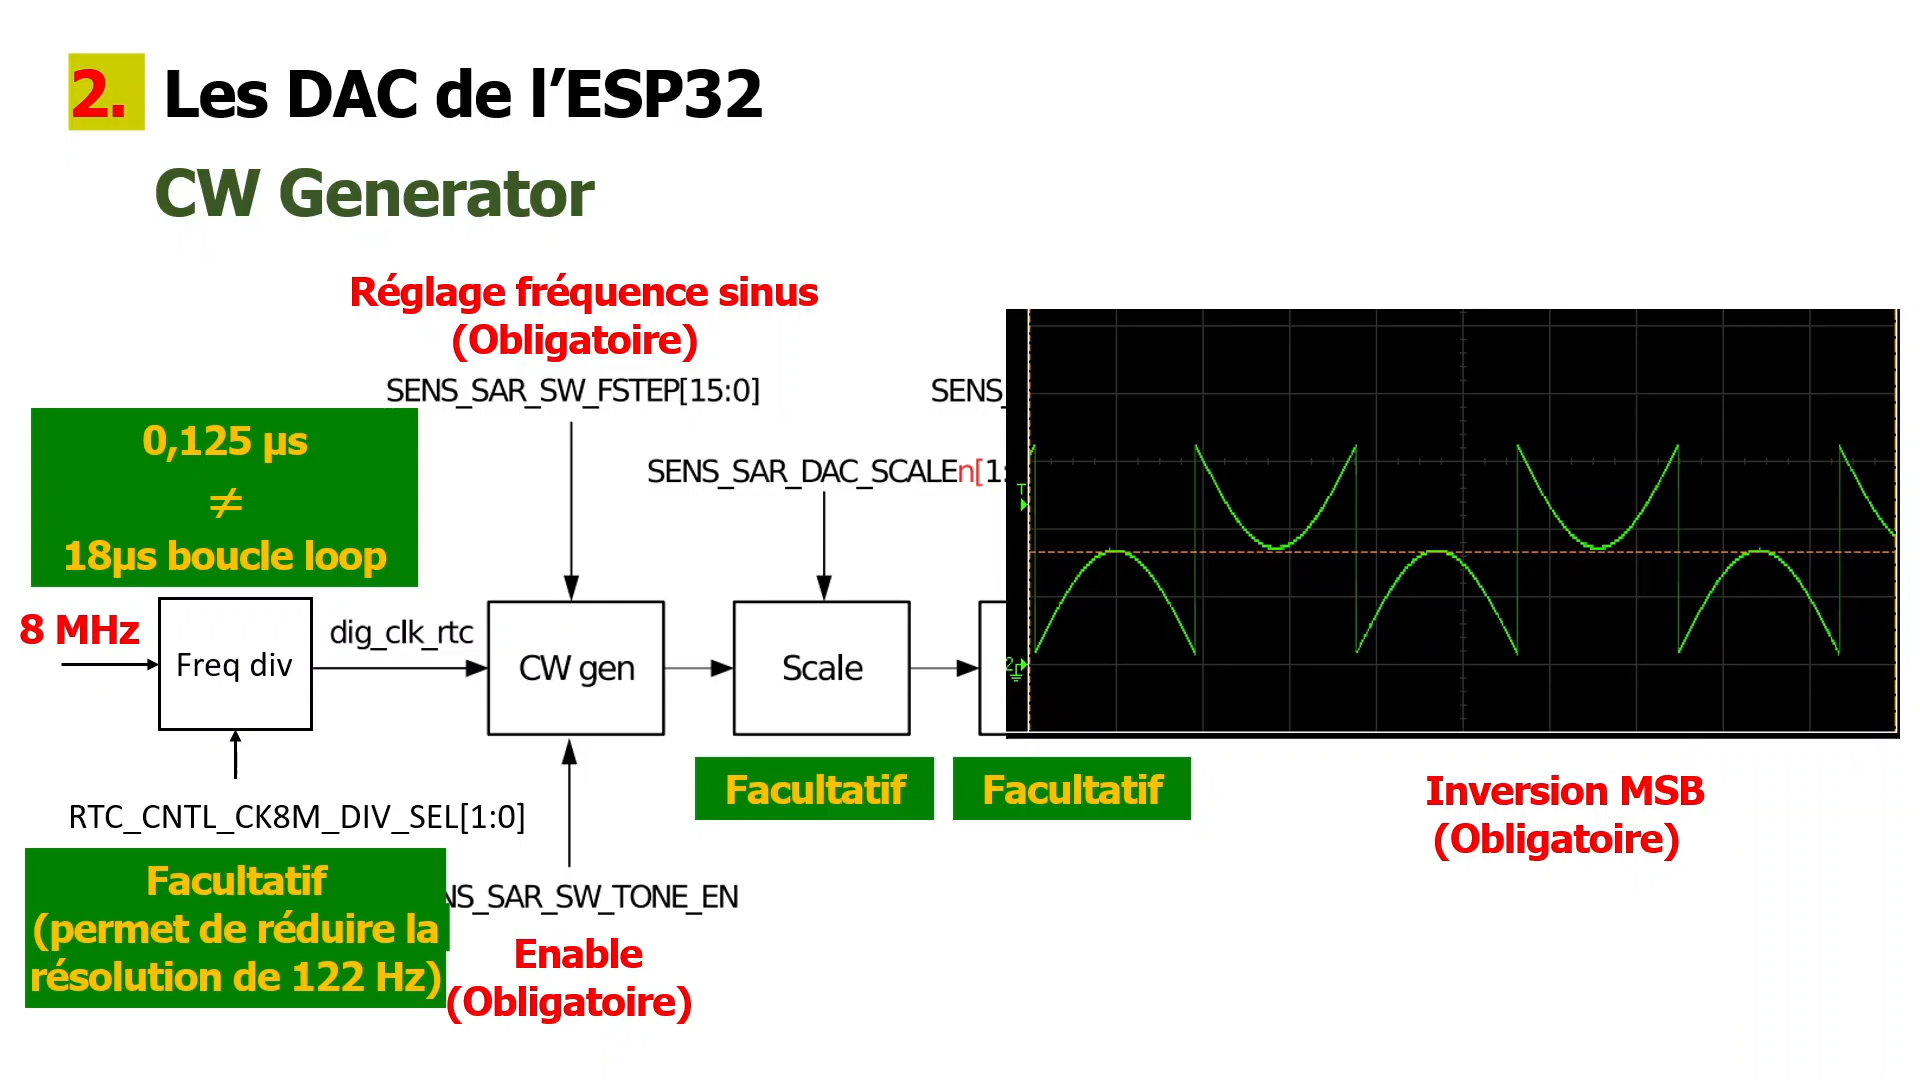 2. Les DAC de l’ESP32
CW Generator
Réglage fréquence sinus
(Obligatoire)
SENS_SAR_SW_FSTEP[15:0]
SENS_
0,125 µs
≠
18µs boucle loop
SENS_SAR_DAC_SCALEn[1:
T
8 MHz
Freq div
dig_clk_rtc
CW gen
Scale
2
RTC_CNTL_CK8M_DIV_SEL[1:0]
Facultatif
Facultatif
Inversion MSB
(Obligatoire)
Facultatif
(permet de réduire la
résolution de 122 Hz)
NS_SAR_SW_TONE_EN
Enable
(Obligatoire)